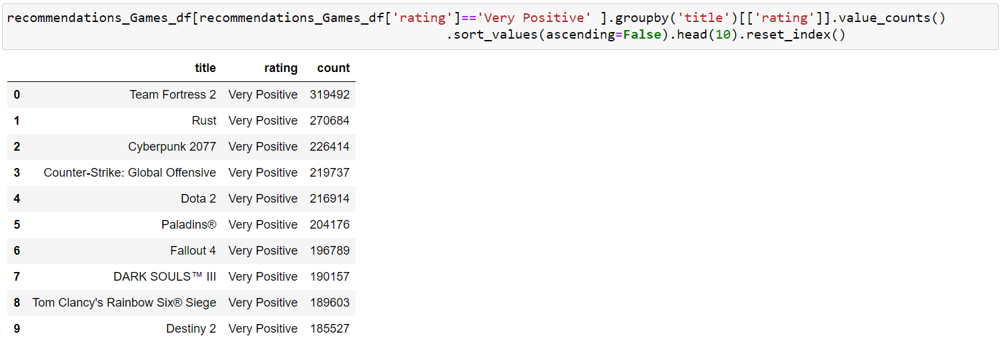 recommendations_Games_df[recommendations_Games_df['rating']=='Very Positive' ].groupby('title')[['rating']].value_counts()
.sort_values(ascending=False).head(10).reset_index()
title rating count
0 Team Fortress 2 Very Positive 319492
1 Rust Very Positive 270684
2 Cyberpunk 2077 Very Positive 226414
3 Counter-Strike: Global Offensive Very Positive 219737
4 Dota 2 Very Positive 216914
5 Paladins® Very Positive 204176
6 Fallout 4 Very Positive 196789
7 DARK SOULS™ III Very Positive 190157
8 Tom Clancy's Rainbow Six® Siege Very Positive 189603
9 Destiny 2 Very Positive 185527